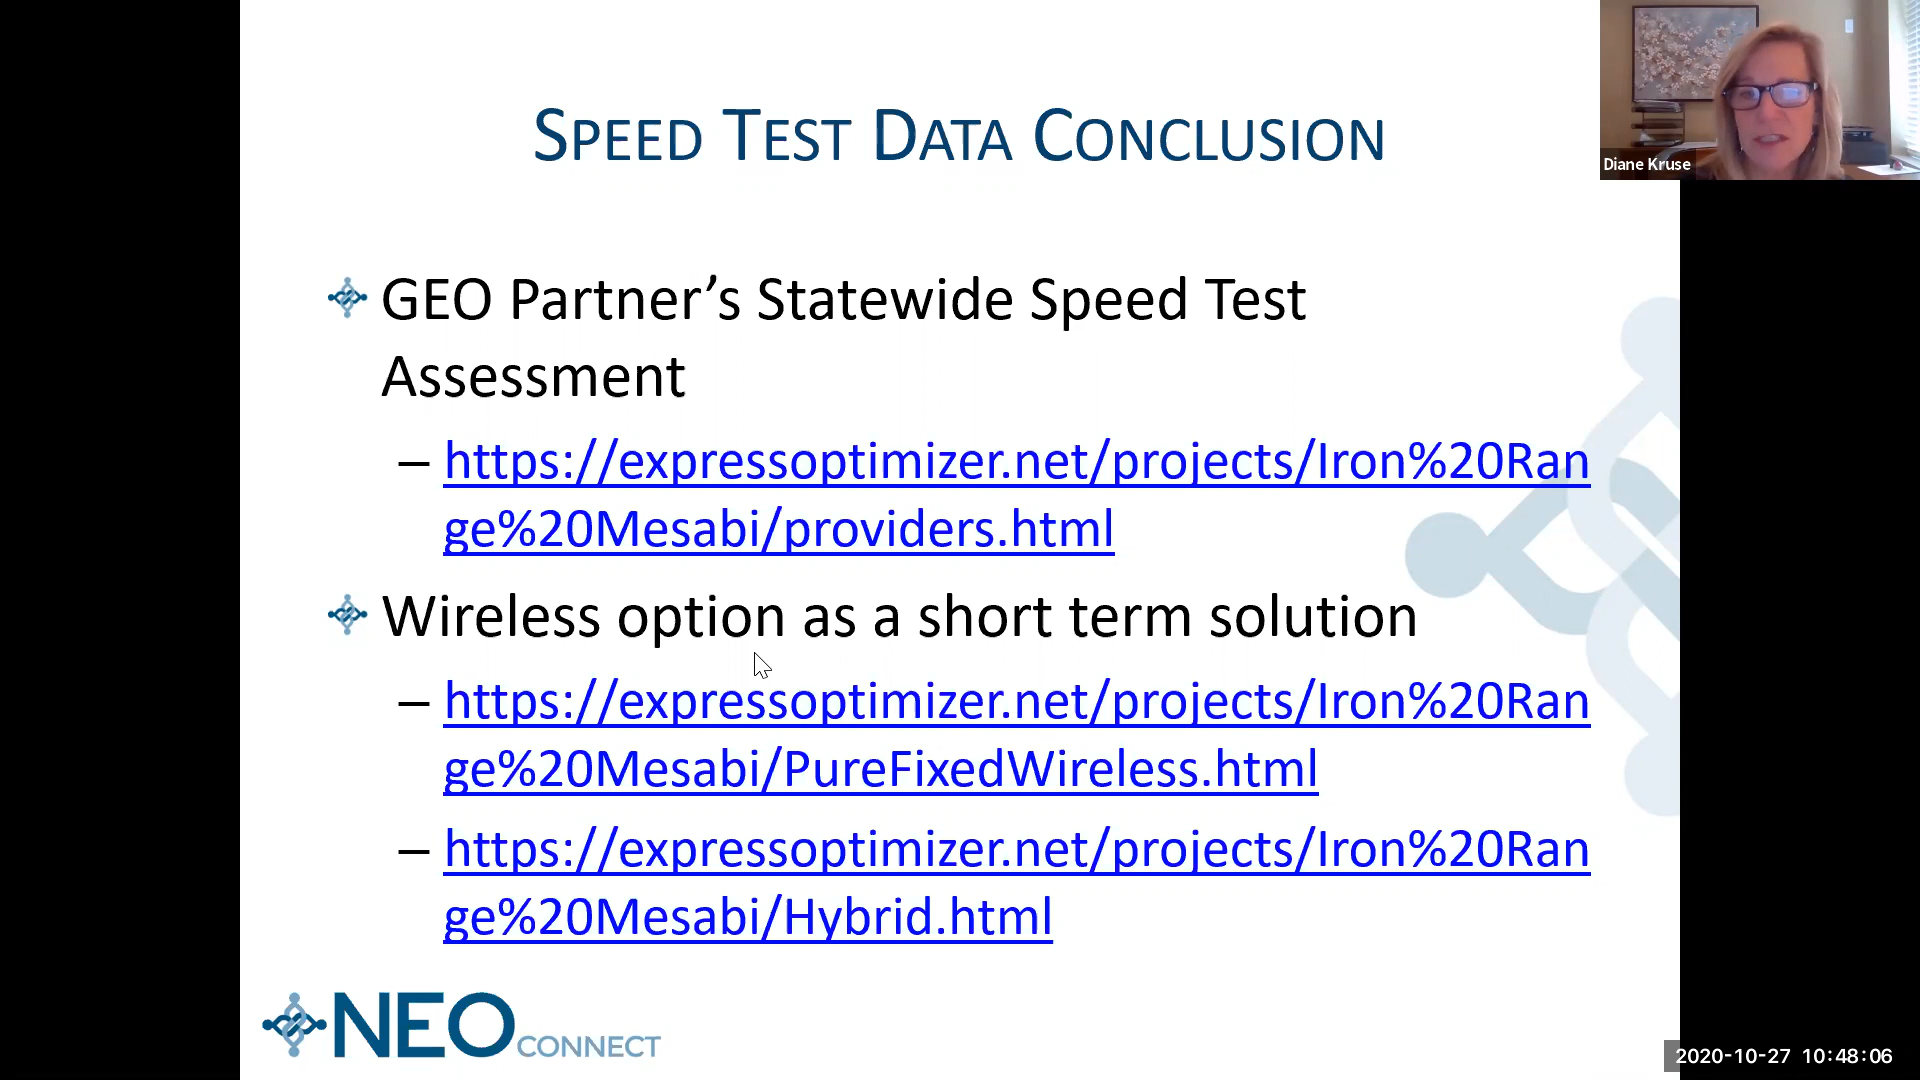 SPEED TEST DATA CONCLUSION
GEO Partner’s Statewide Speed Test
Assessment
– https://expressoptimizer.net/projects/Iron%20Ran
ge%20Mesabi/providers.html
Wireless option as a short term solution
– https://expressoptimizer.net/projects/Iron%20Ran
ge%20Mesabi/PureFixedWireless.html
– https://expressoptimizer.net/projects/Iron%20Ran
ge%20Mesabi/Hybrid.html
NEO CONNECT
Diane Kruse
2020-10-27 10:48:06